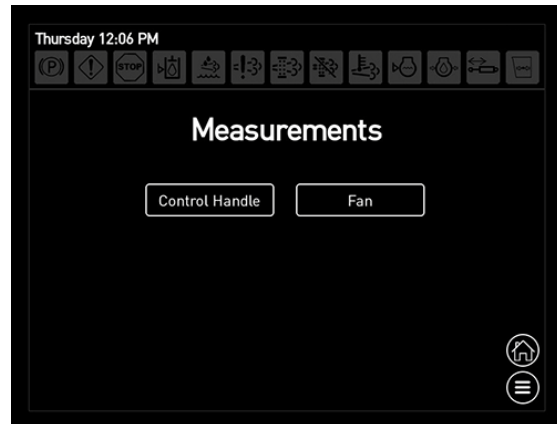 Thursday 12:06 PM
(P) STOP
Measurements
Control Handle Fan